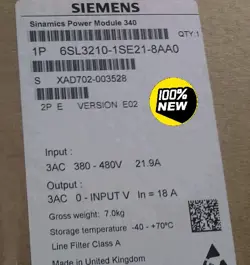 SIEMENS
Sinamics Power Module 340
QTY:1
1P 6SL3210-1SE21-8AA0
S XAD702-003528
2P E VERSION E02
100%
NEW
Input :
3AC 380 - 480V 21.9A
Output :
3AC 0 - INPUT V In = 18 A
Gross weight: 7.0kg
Storage temperature -40 - +70ºC
Line Filter Class A
Made in United Kingdom